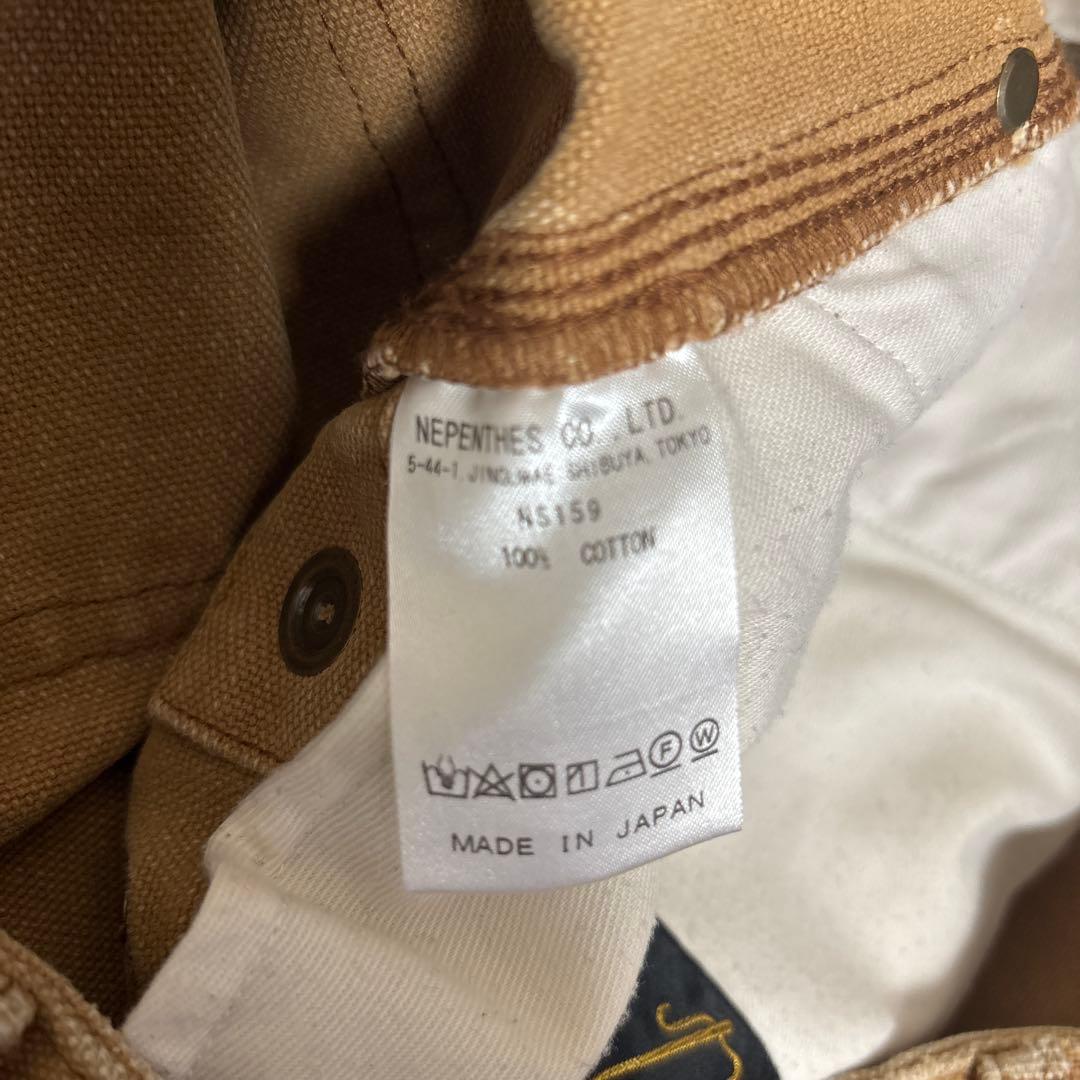 NEPENTHES CO.,LTD.
5-44-1, JINGUMAE SHIBUYA, TOKYO
NS159
100% COTTON
F W
MADE IN JAPAN